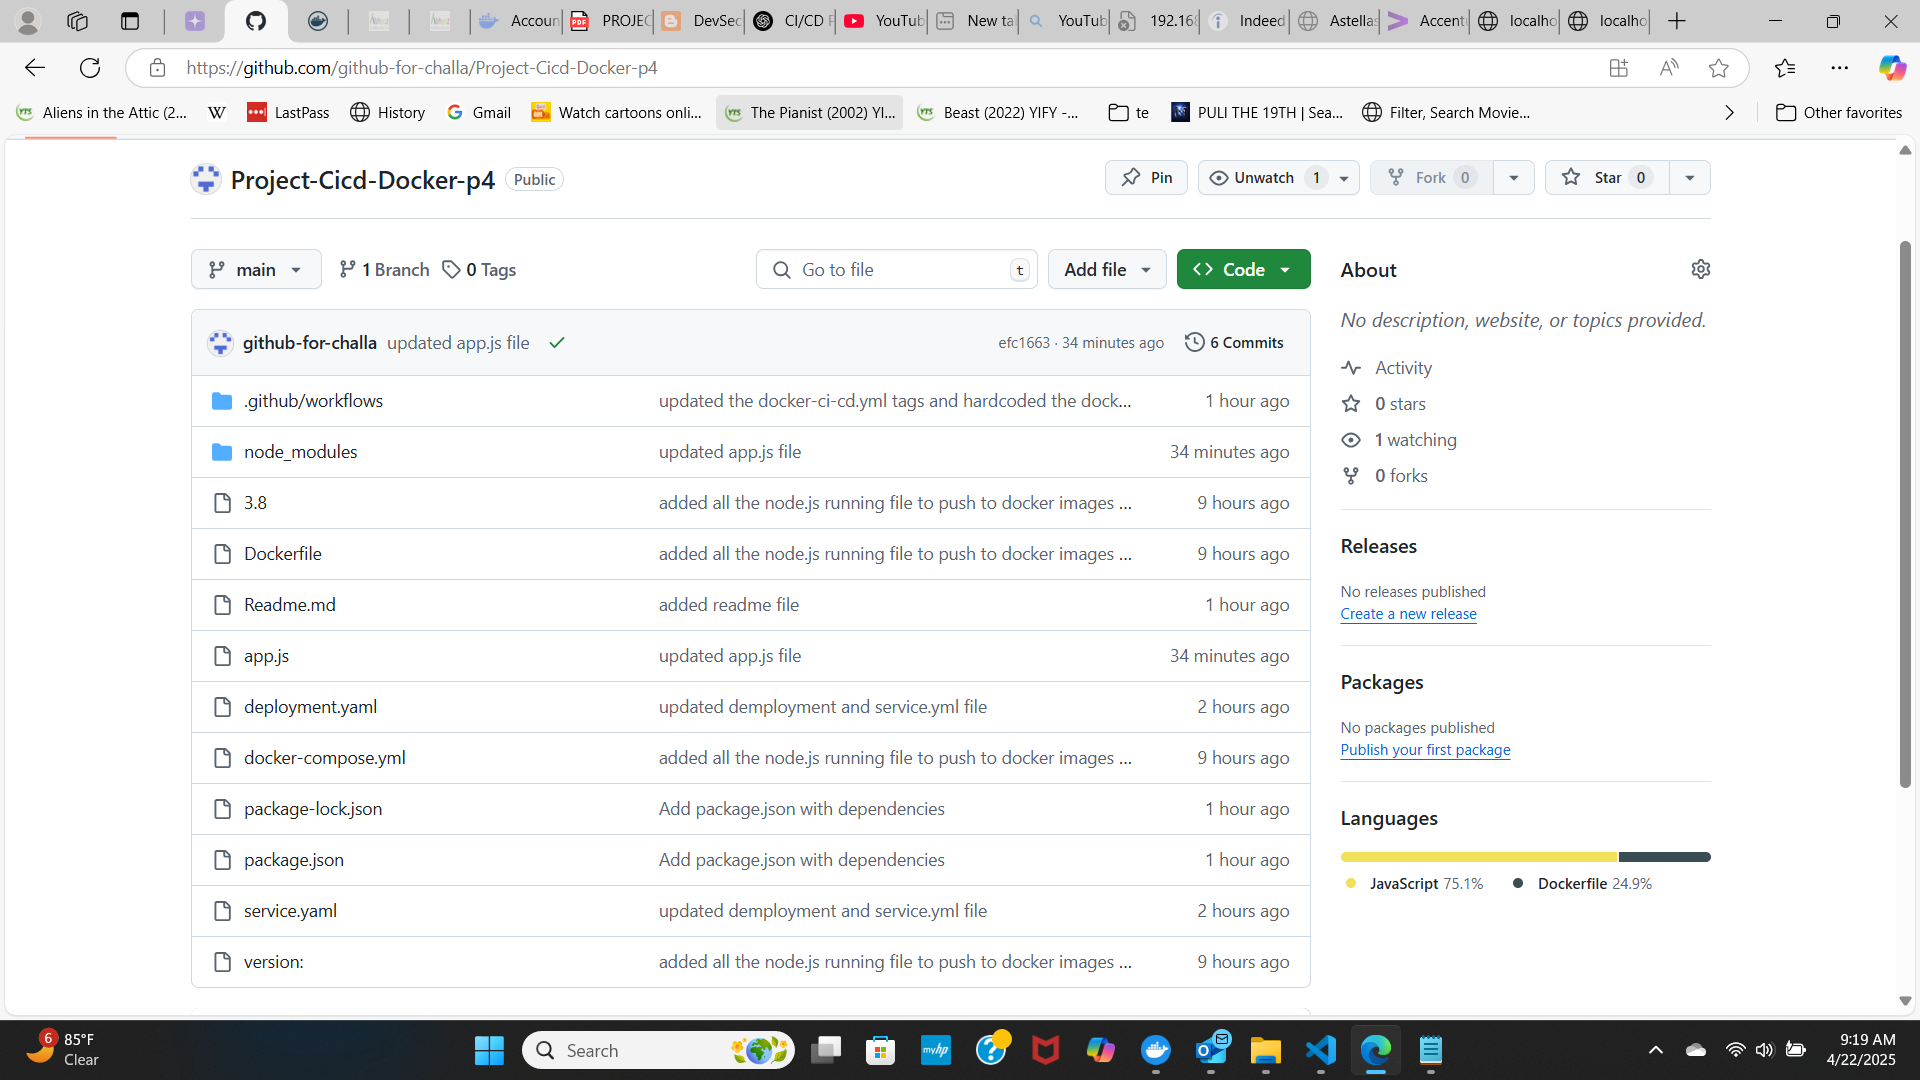 Accoun
PROJEC
DevSec
CI/CD P
YouTub
New tal
YouTub
192.168
Indeed
Astellas
Accent
localho
localho
https://github.com/github-for-challa/Project-Cicd-Docker-p4
Aliens in the Attic (2...
LastPass
History
Gmail
Watch cartoons onli...
The Pianist (2002) YI...
Beast (2022) YIFY -...
te
PULI THE 19TH | Sea...
Filter, Search Movie...
Other favorites
Project-Cicd-Docker-p4
Public
Pin
Unwatch 1
Fork 0
Star 0
main
1 Branch
0 Tags
Go to file
t
Add file
Code
github-for-challa updated app.js file
efc1663 · 34 minutes ago
6 Commits
.github/workflows
updated the docker-ci-cd.yml tags and hardcoded the dock...
1 hour ago
node_modules
updated app.js file
34 minutes ago
3.8
added all the node.js running file to push to docker images ...
9 hours ago
Dockerfile
added all the node.js running file to push to docker images ...
9 hours ago
Readme.md
added readme file
1 hour ago
app.js
updated app.js file
34 minutes ago
deployment.yaml
updated demployment and service.yml file
2 hours ago
docker-compose.yml
added all the node.js running file to push to docker images ...
9 hours ago
package-lock.json
Add package.json with dependencies
1 hour ago
package.json
Add package.json with dependencies
1 hour ago
service.yaml
updated demployment and service.yml file
2 hours ago
version:
added all the node.js running file to push to docker images ...
9 hours ago
About
No description, website, or topics provided.
Activity
0 stars
1 watching
0 forks
Releases
No releases published
Create a new release
Packages
No packages published
Publish your first package
Languages
JavaScript 75.1%
Dockerfile 24.9%
6
85°F
Clear
Search
myhp
9:19 AM
4/22/2025